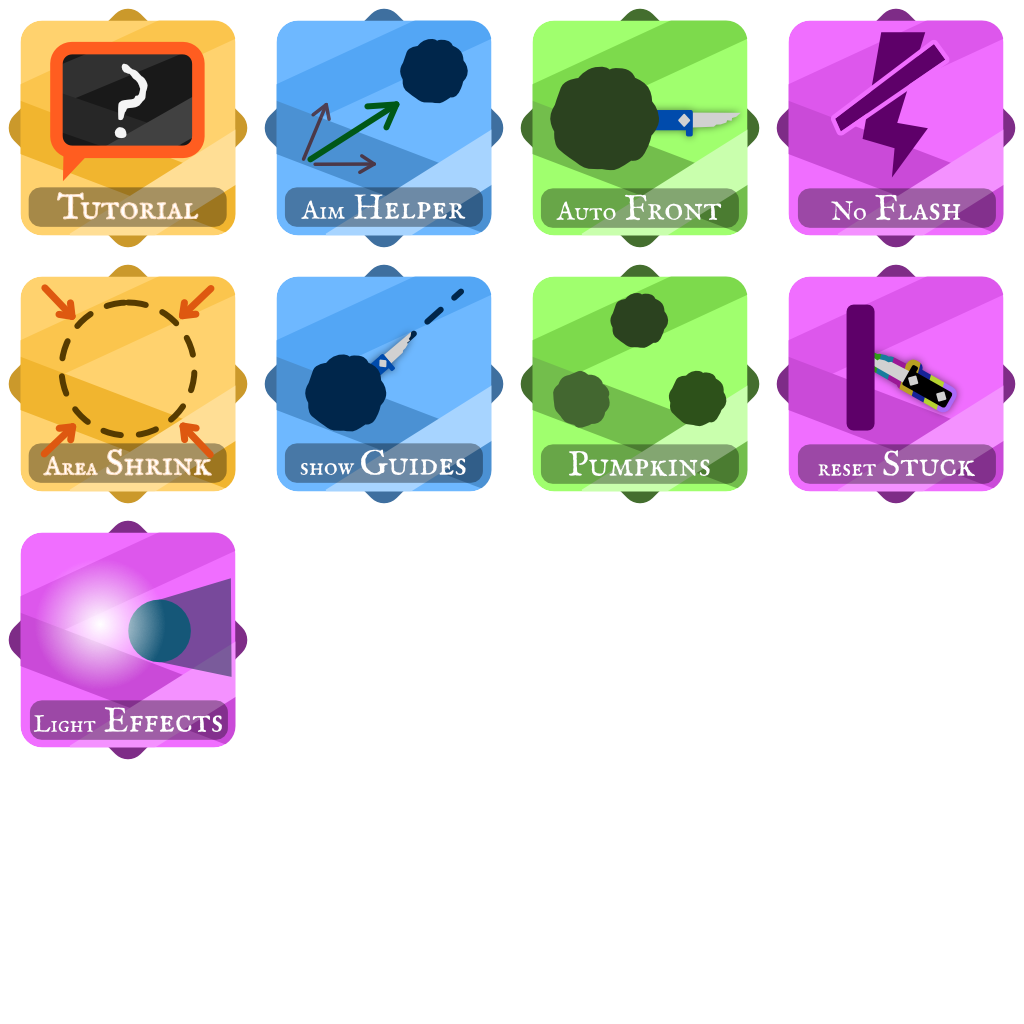 ?
Tutorial
Aim Helper
Auto Front
No Flash
Area Shrink
show Guides
Pumpkins
reset Stuck
Light Effects